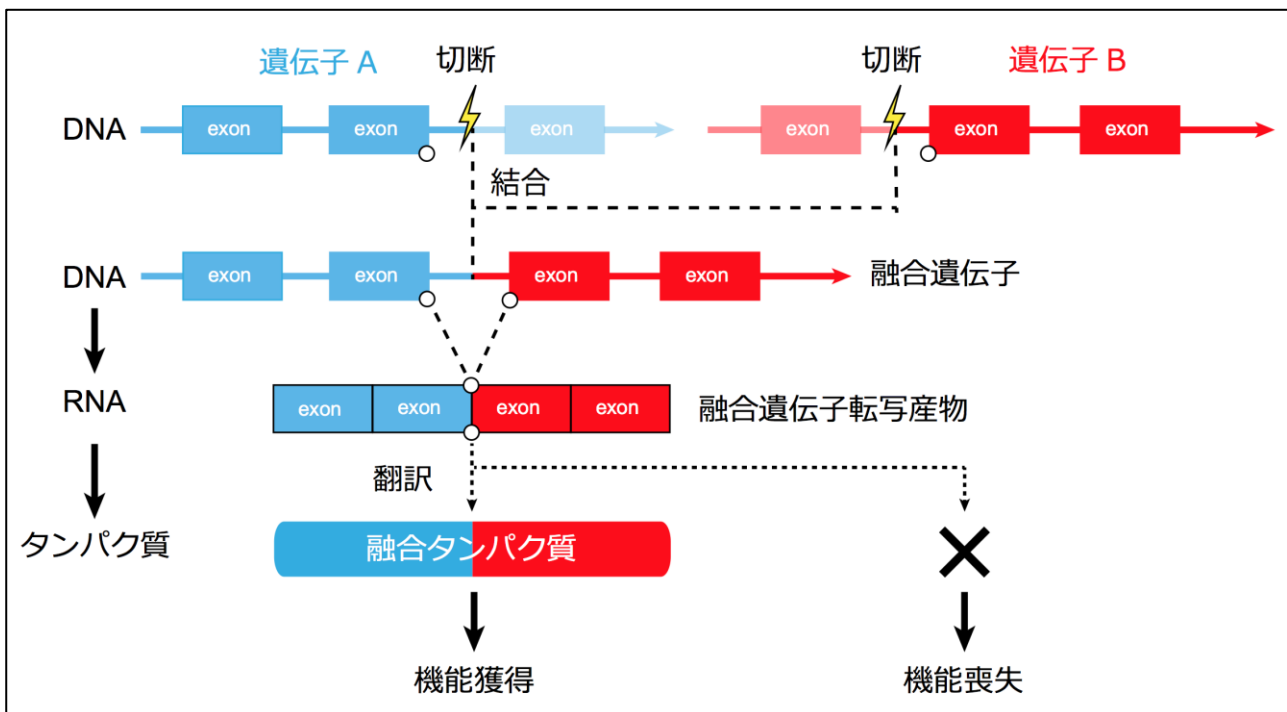 遺伝子 A
切断
切断
遺伝子 B
DNA
exon
exon
exon
exon
exon
exon
結合
DNA
exon
exon
exon
exon
融合遺伝子
RNA
exon
exon
exon
exon
融合遺伝子転写産物
翻訳
タンパク質
融合タンパク質
機能獲得
機能喪失